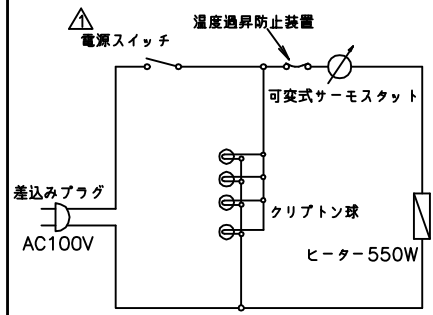 1
温度過昇防止装置
電源スイッチ
可変式サーモスタット
差込みプラグ
クリプトン球
AC100V
ヒーター550W